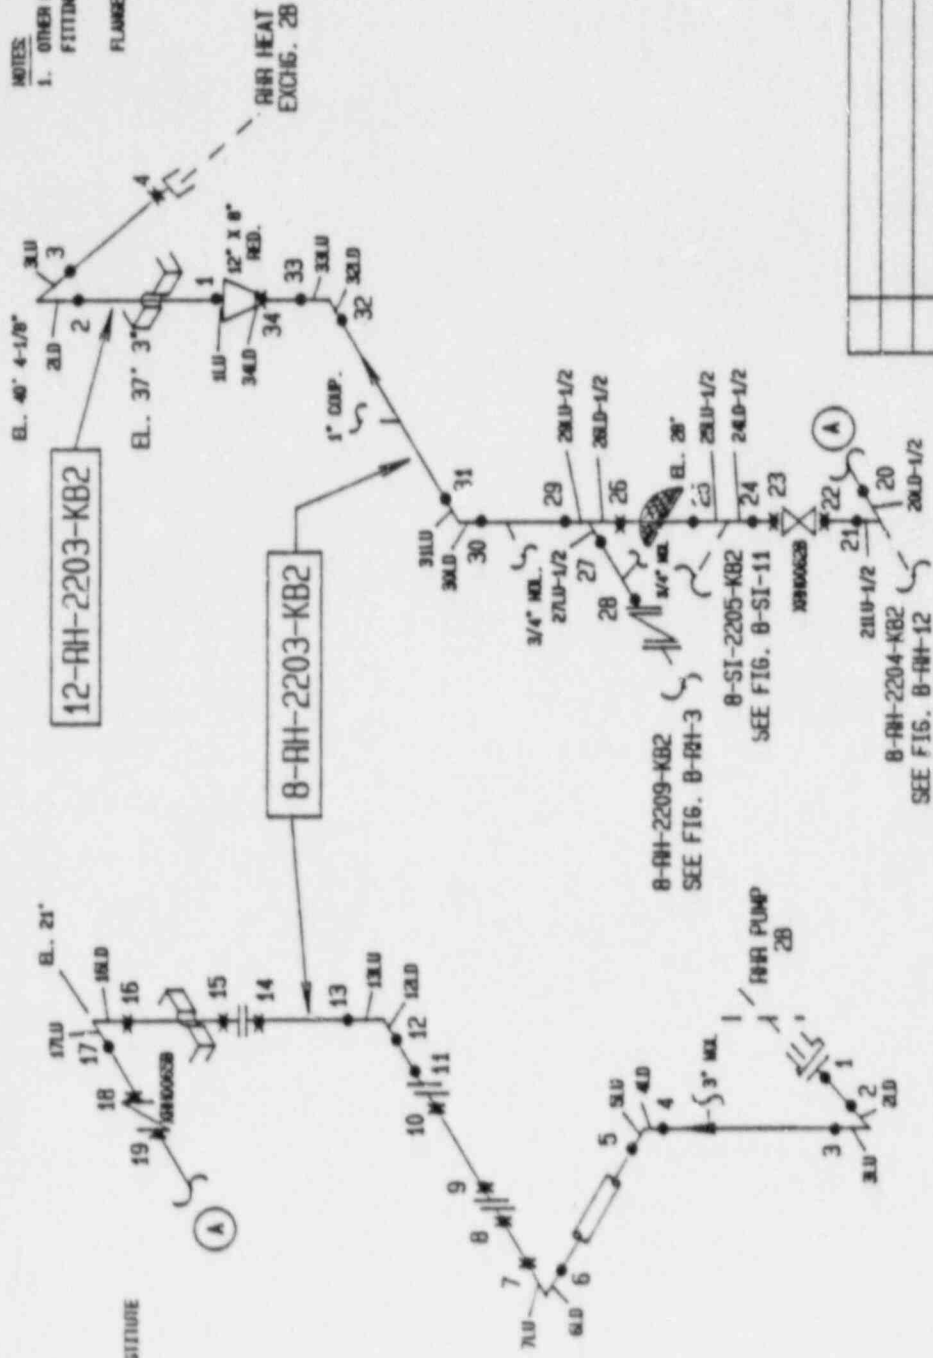 NOTES:
1. OTHER
FITTIN
FLANGE
EL. 40' 4-1/8"
3LU
3
2LD
2
4
RHR HEAT
EXCHG. 2B
12-RH-2203-KB2
EL. 37' 3"
1
1LU
12" X 8"
RED.
34LD
34
33
33LU
32LD
32
1" COUP.
8-RH-2203-KB2
31
31LU
30LD
30
29
29LU-1/2
28LD-1/2
3/4" WOL.
27LU-1/2
27
26
28
3/4" WOL
EL. 28'
25
25LU-1/2
24LD-1/2
24
23
22
A
21
20
21LU-1/2
20LD-1/2
8-RH-2209-KB2
SEE FIG. B-RH-3
8-SI-2205-KB2
SEE FIG. B-SI-11
8-RH-2204-KB2
SEE FIG. B-RH-12
EL. 21'
17LU
16LD
17
16
18
19
15
14
A
13
13LU
12LD
12
11
10
9
8
7
7LU
6LD
6
5LU
4LD
5
4
3" WOL
RHR PUMP
2B
1
2
2LD
3
3LU
STITUTE